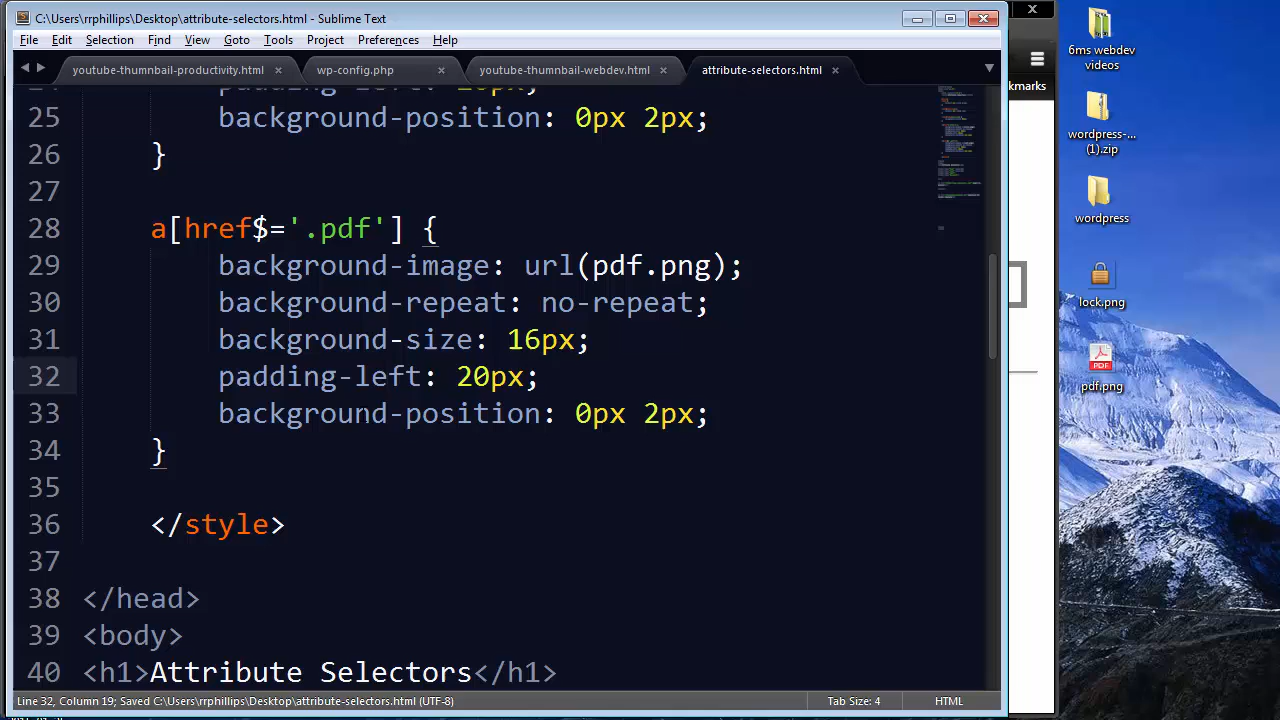 C:\Users\rrphillips\Desktop\attribute-selectors.html - Sublime Text
File Edit Selection Find View Goto Tools Project Preferences Help
youtube-thumnbail-productivity.html wp-config.php youtube-thumnbail-webdev.html attribute-selectors.html
25 background-position: 0px 2px;
26 }
27
28 a[href$='.pdf'] {
29 background-image: url(pdf.png);
30 background-repeat: no-repeat;
31 background-size: 16px;
32 padding-left: 20px;
33 background-position: 0px 2px;
34 }
35
36 </style>
37
38 </head>
39 <body>
40 <h1>Attribute Selectors</h1>
Line 32, Column 19; Saved C:\Users\rrphillips\Desktop\attribute-selectors.html (UTF-8) Tab Size: 4 HTML
6ms webdev
videos
wordpress-...
(1).zip
wordpress
lock.png
PDF
pdf.png